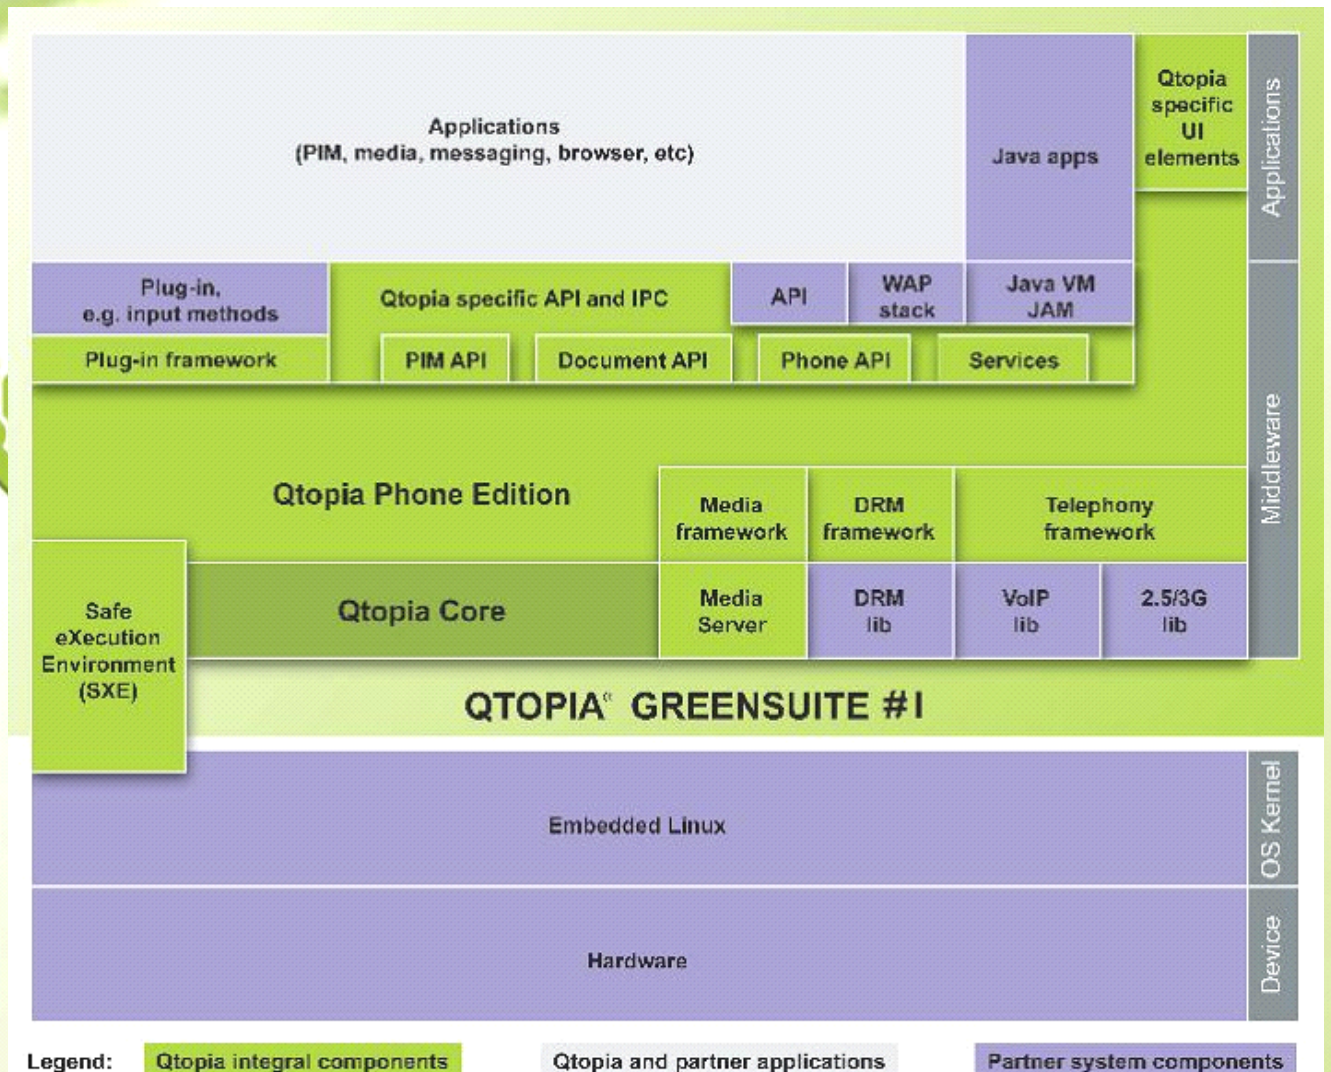 Applications
(PIM, media, messaging, browser, etc)
Java apps
Qtopia
specific
UI
elements
Applications
Plug-in,
e.g. input methods
Qtopia specific API and IPC
API
WAP
stack
Java VM
JAM
Plug-in framework
PIM API
Document API
Phone API
Services
Middleware
Qtopia Phone Edition
Media
framework
DRM
framework
Telephony
framework
Safe
eXecution
Environment
(SXE)
Qtopia Core
Media
Server
DRM
lib
VoIP
lib
2.5/3G
lib
QTOPIA® GREENSUITE #1
Embedded Linux
OS Kernel
Hardware
Device
Legend: Qtopia integral components Qtopia and partner applications Partner system components